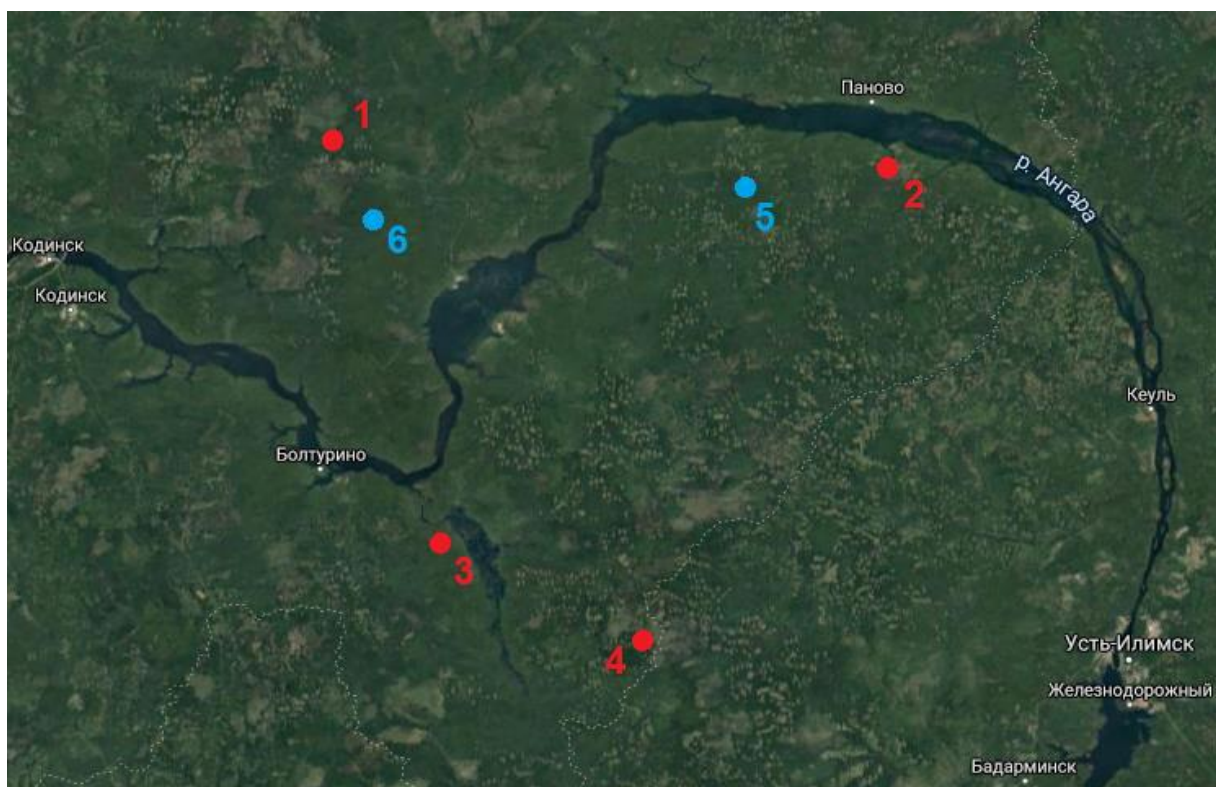 Паново
1
р. Ангара
2
5
6
Кодинск
Кодинск
Кеуль
Болтурино
3
4
Усть-Илимск
Железнодорожный
Бадарминск